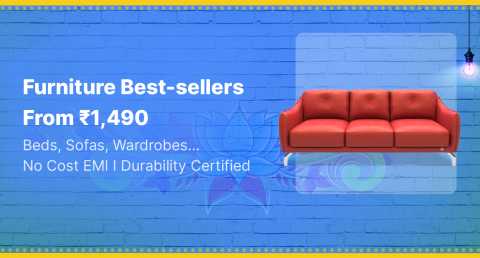 Furniture Best-sellers
From ₹1,490
Beds, Sofas, Wardrobes...
No Cost EMI I Durability Certified